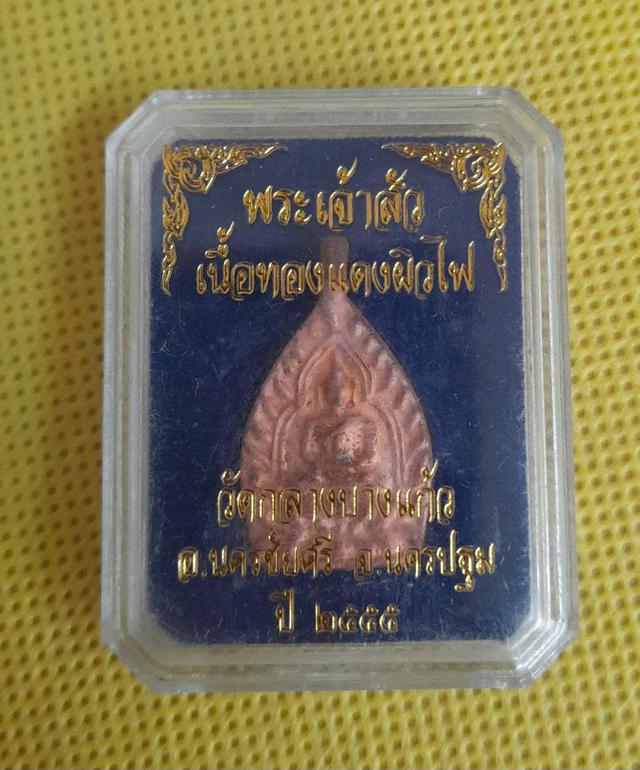 พระเจ้าสัว
เนื้อทองแดงผิวไฟ
วัดกลางบางแก้ว
อ.นครชัยศรี จ.นครปฐม
ปี ๒๕๕๕